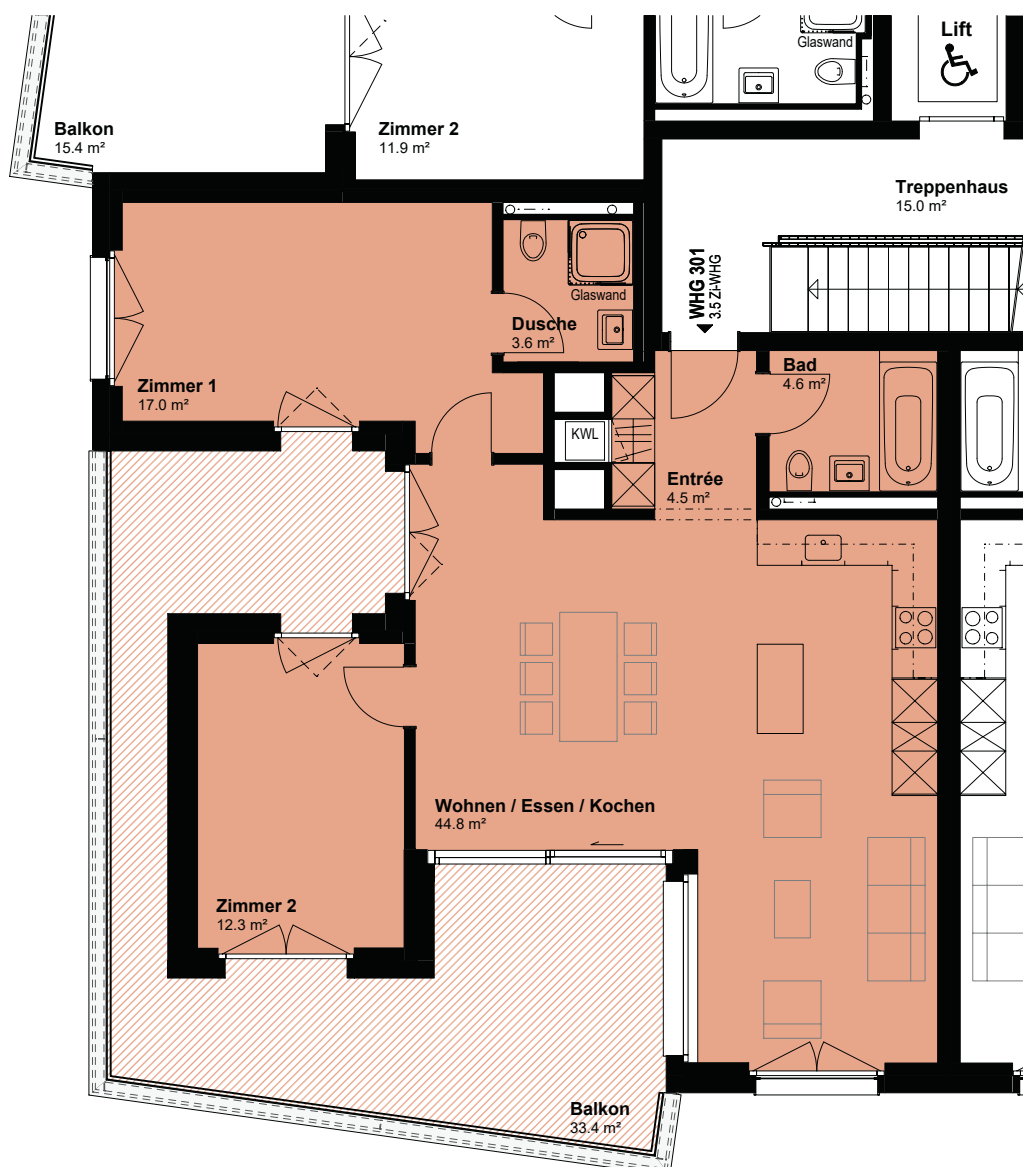 Lift
Glaswand
Balkon
15.4 m²
Zimmer 2
11.9 m²
Treppenhaus
15.0 m²
WHG 301
3.5 Zi-WHG
Glaswand
Dusche
3.6 m²
Zimmer 1
17.0 m²
Bad
4.6 m²
KWL
Entrée
4.5 m²
Wohnen / Essen / Kochen
44.8 m²
Zimmer 2
12.3 m²
Balkon
33.4 m²